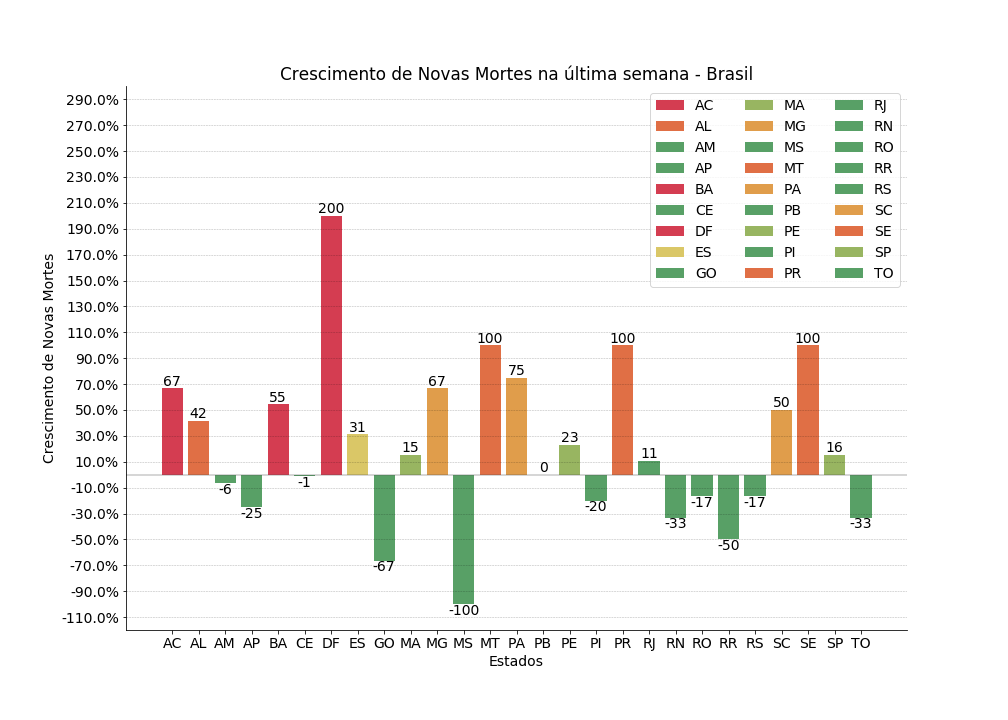 Crescimento de Novas Mortes na última semana - Brasil
290.0%
270.0%
250.0%
230.0%
210.0%
190.0%
170.0%
150.0%
130.0%
110.0%
90.0%
70.0%
50.0%
30.0%
10.0%
-10.0%
-30.0%
-50.0%
-70.0%
-90.0%
-110.0%
Crescimento de Novas Mortes
AC MA RJ
AL MG RN
AM MS RO
AP MT RR
BA PA RS
CE PB SC
DF PE SE
ES PI SP
GO PR TO
67 42 -6 -25 55 -1 200 31 -67 15 67 -100 100 75 0 23 -20 100 11 -33 -17 -50 -17 50 100 16 -33
AC AL AM AP BA CE DF ES GO MA MG MS MT PA PB PE PI PR RJ RN RO RR RS SC SE SP TO
Estados